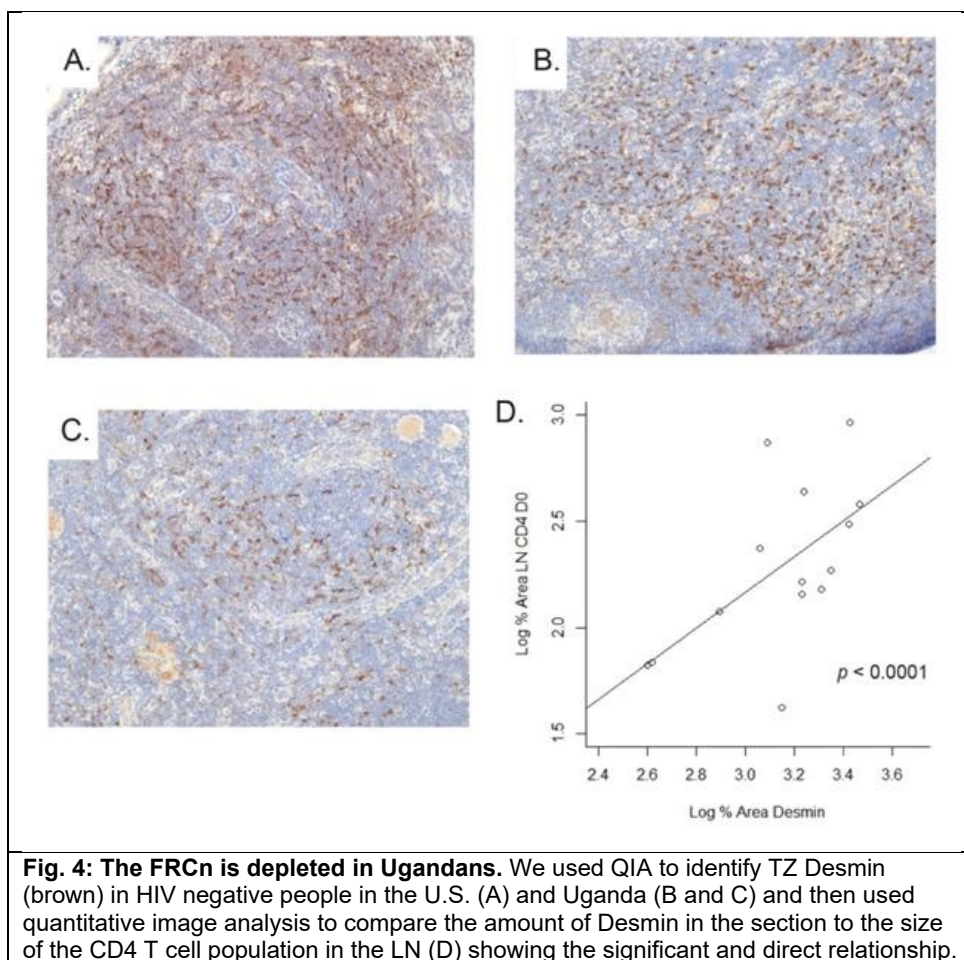 A.
B.
C.
D.
Log % Area LN CD4 D0
3.0
2.5
2.0
1.5
p < 0.0001
2.4 2.6 2.8 3.0 3.2 3.4 3.6
Log % Area Desmin
Fig. 4: The FRCn is depleted in Ugandans. We used QIA to identify TZ Desmin
(brown) in HIV negative people in the U.S. (A) and Uganda (B and C) and then used
quantitative image analysis to compare the amount of Desmin in the section to the size
of the CD4 T cell population in the LN (D) showing the significant and direct relationship.